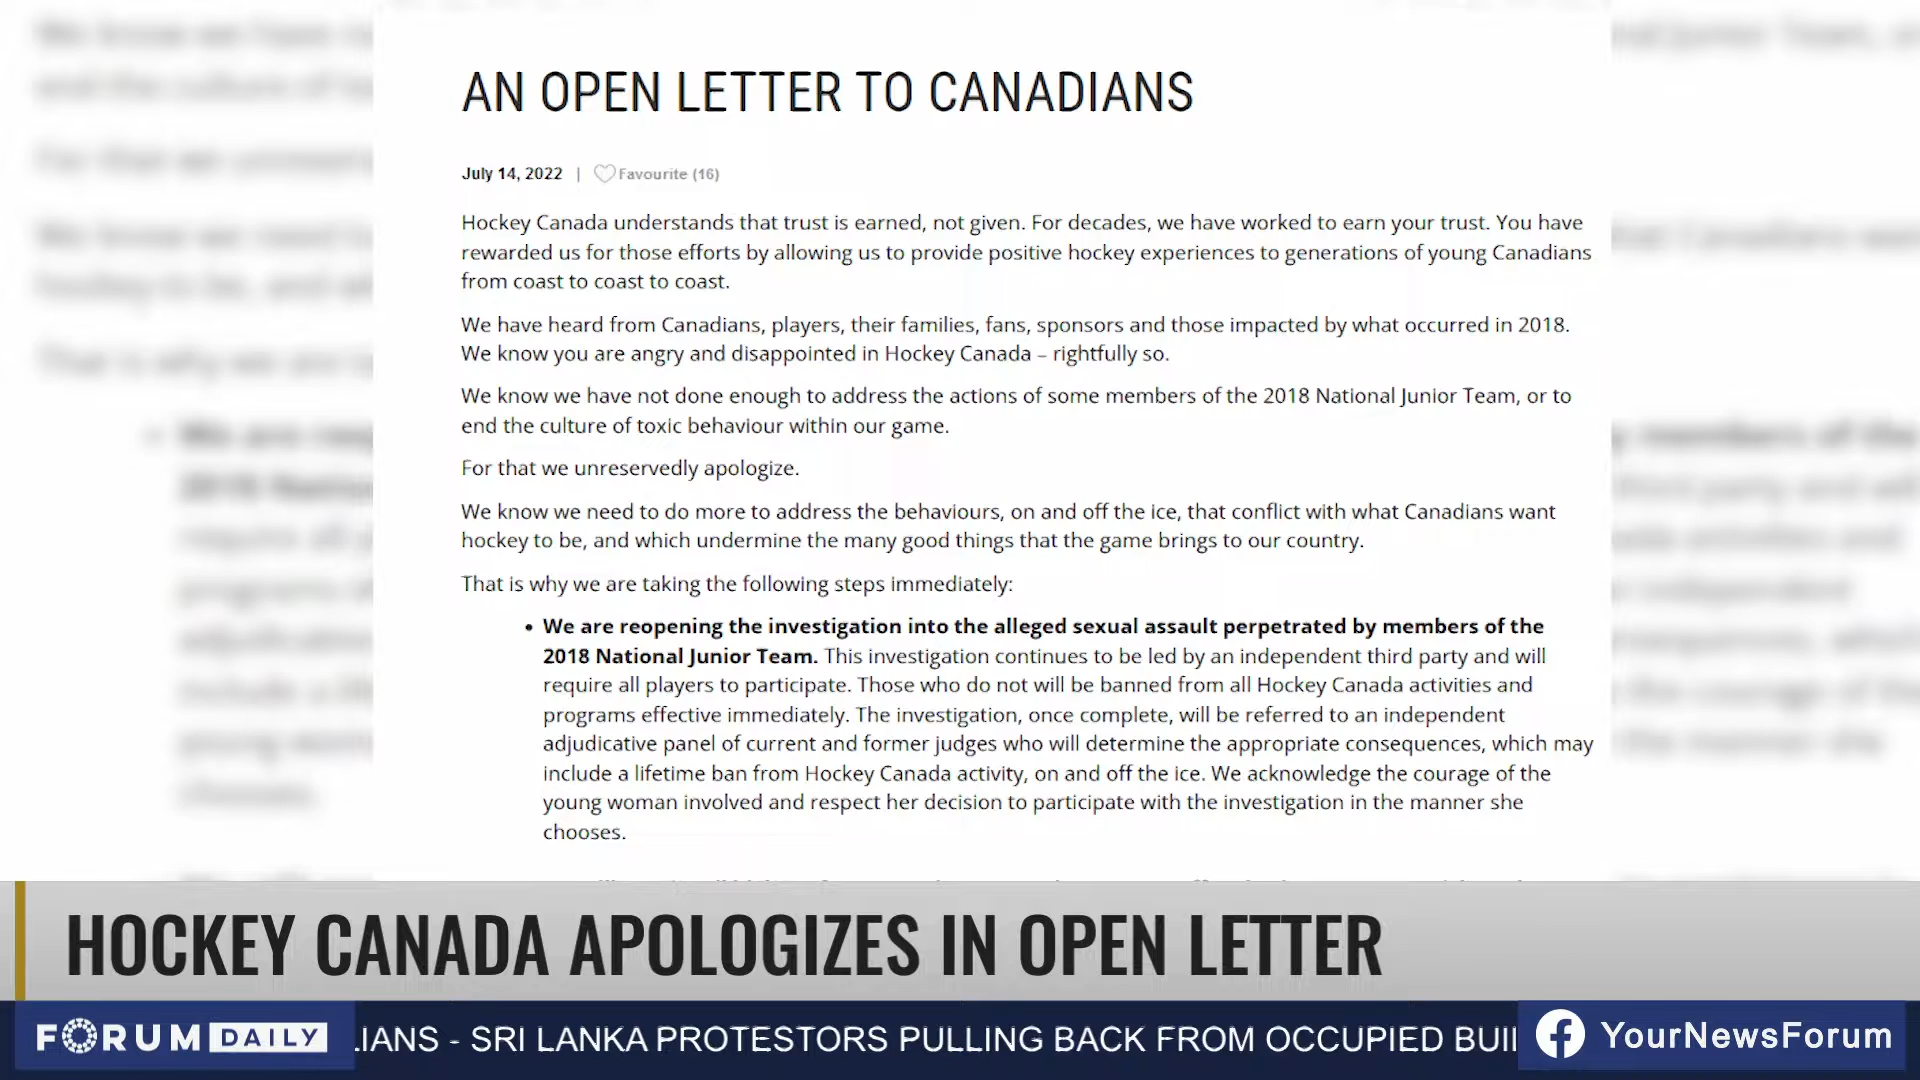 AN OPEN LETTER TO CANADIANS
July 14, 2022 | Favourite (16)
Hockey Canada understands that trust is earned, not given. For decades, we have worked to earn your trust. You have
rewarded us for those efforts by allowing us to provide positive hockey experiences to generations of young Canadians
from coast to coast to coast.
We have heard from Canadians, players, their families, fans, sponsors and those impacted by what occurred in 2018.
We know you are angry and disappointed in Hockey Canada – rightfully so.
We know we have not done enough to address the actions of some members of the 2018 National Junior Team, or to
end the culture of toxic behaviour within our game.
For that we unreservedly apologize.
We know we need to do more to address the behaviours, on and off the ice, that conflict with what Canadians want
hockey to be, and which undermine the many good things that the game brings to our country.
That is why we are taking the following steps immediately:
• We are reopening the investigation into the alleged sexual assault perpetrated by members of the
2018 National Junior Team. This investigation continues to be led by an independent third party and will
require all players to participate. Those who do not will be banned from all Hockey Canada activities and
programs effective immediately. The investigation, once complete, will be referred to an independent
adjudicative panel of current and former judges who will determine the appropriate consequences, which may
include a lifetime ban from Hockey Canada activity, on and off the ice. We acknowledge the courage of the
young woman involved and respect her decision to participate with the investigation in the manner she
chooses.
HOCKEY CANADA APOLOGIZES IN OPEN LETTER
FORUM DAILY
LIANS - SRI LANKA PROTESTORS PULLING BACK FROM OCCUPIED BUI
YourNewsForum